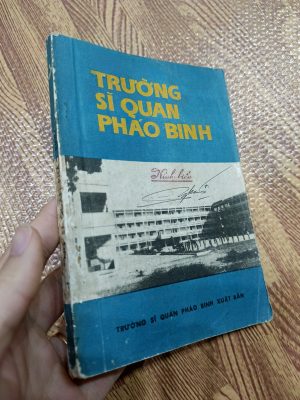 TRƯỜNG
SĨ QUAN
PHÁO BINH
TRƯỜNG SĨ QUAN PHÁO BINH XUẤT BẢN